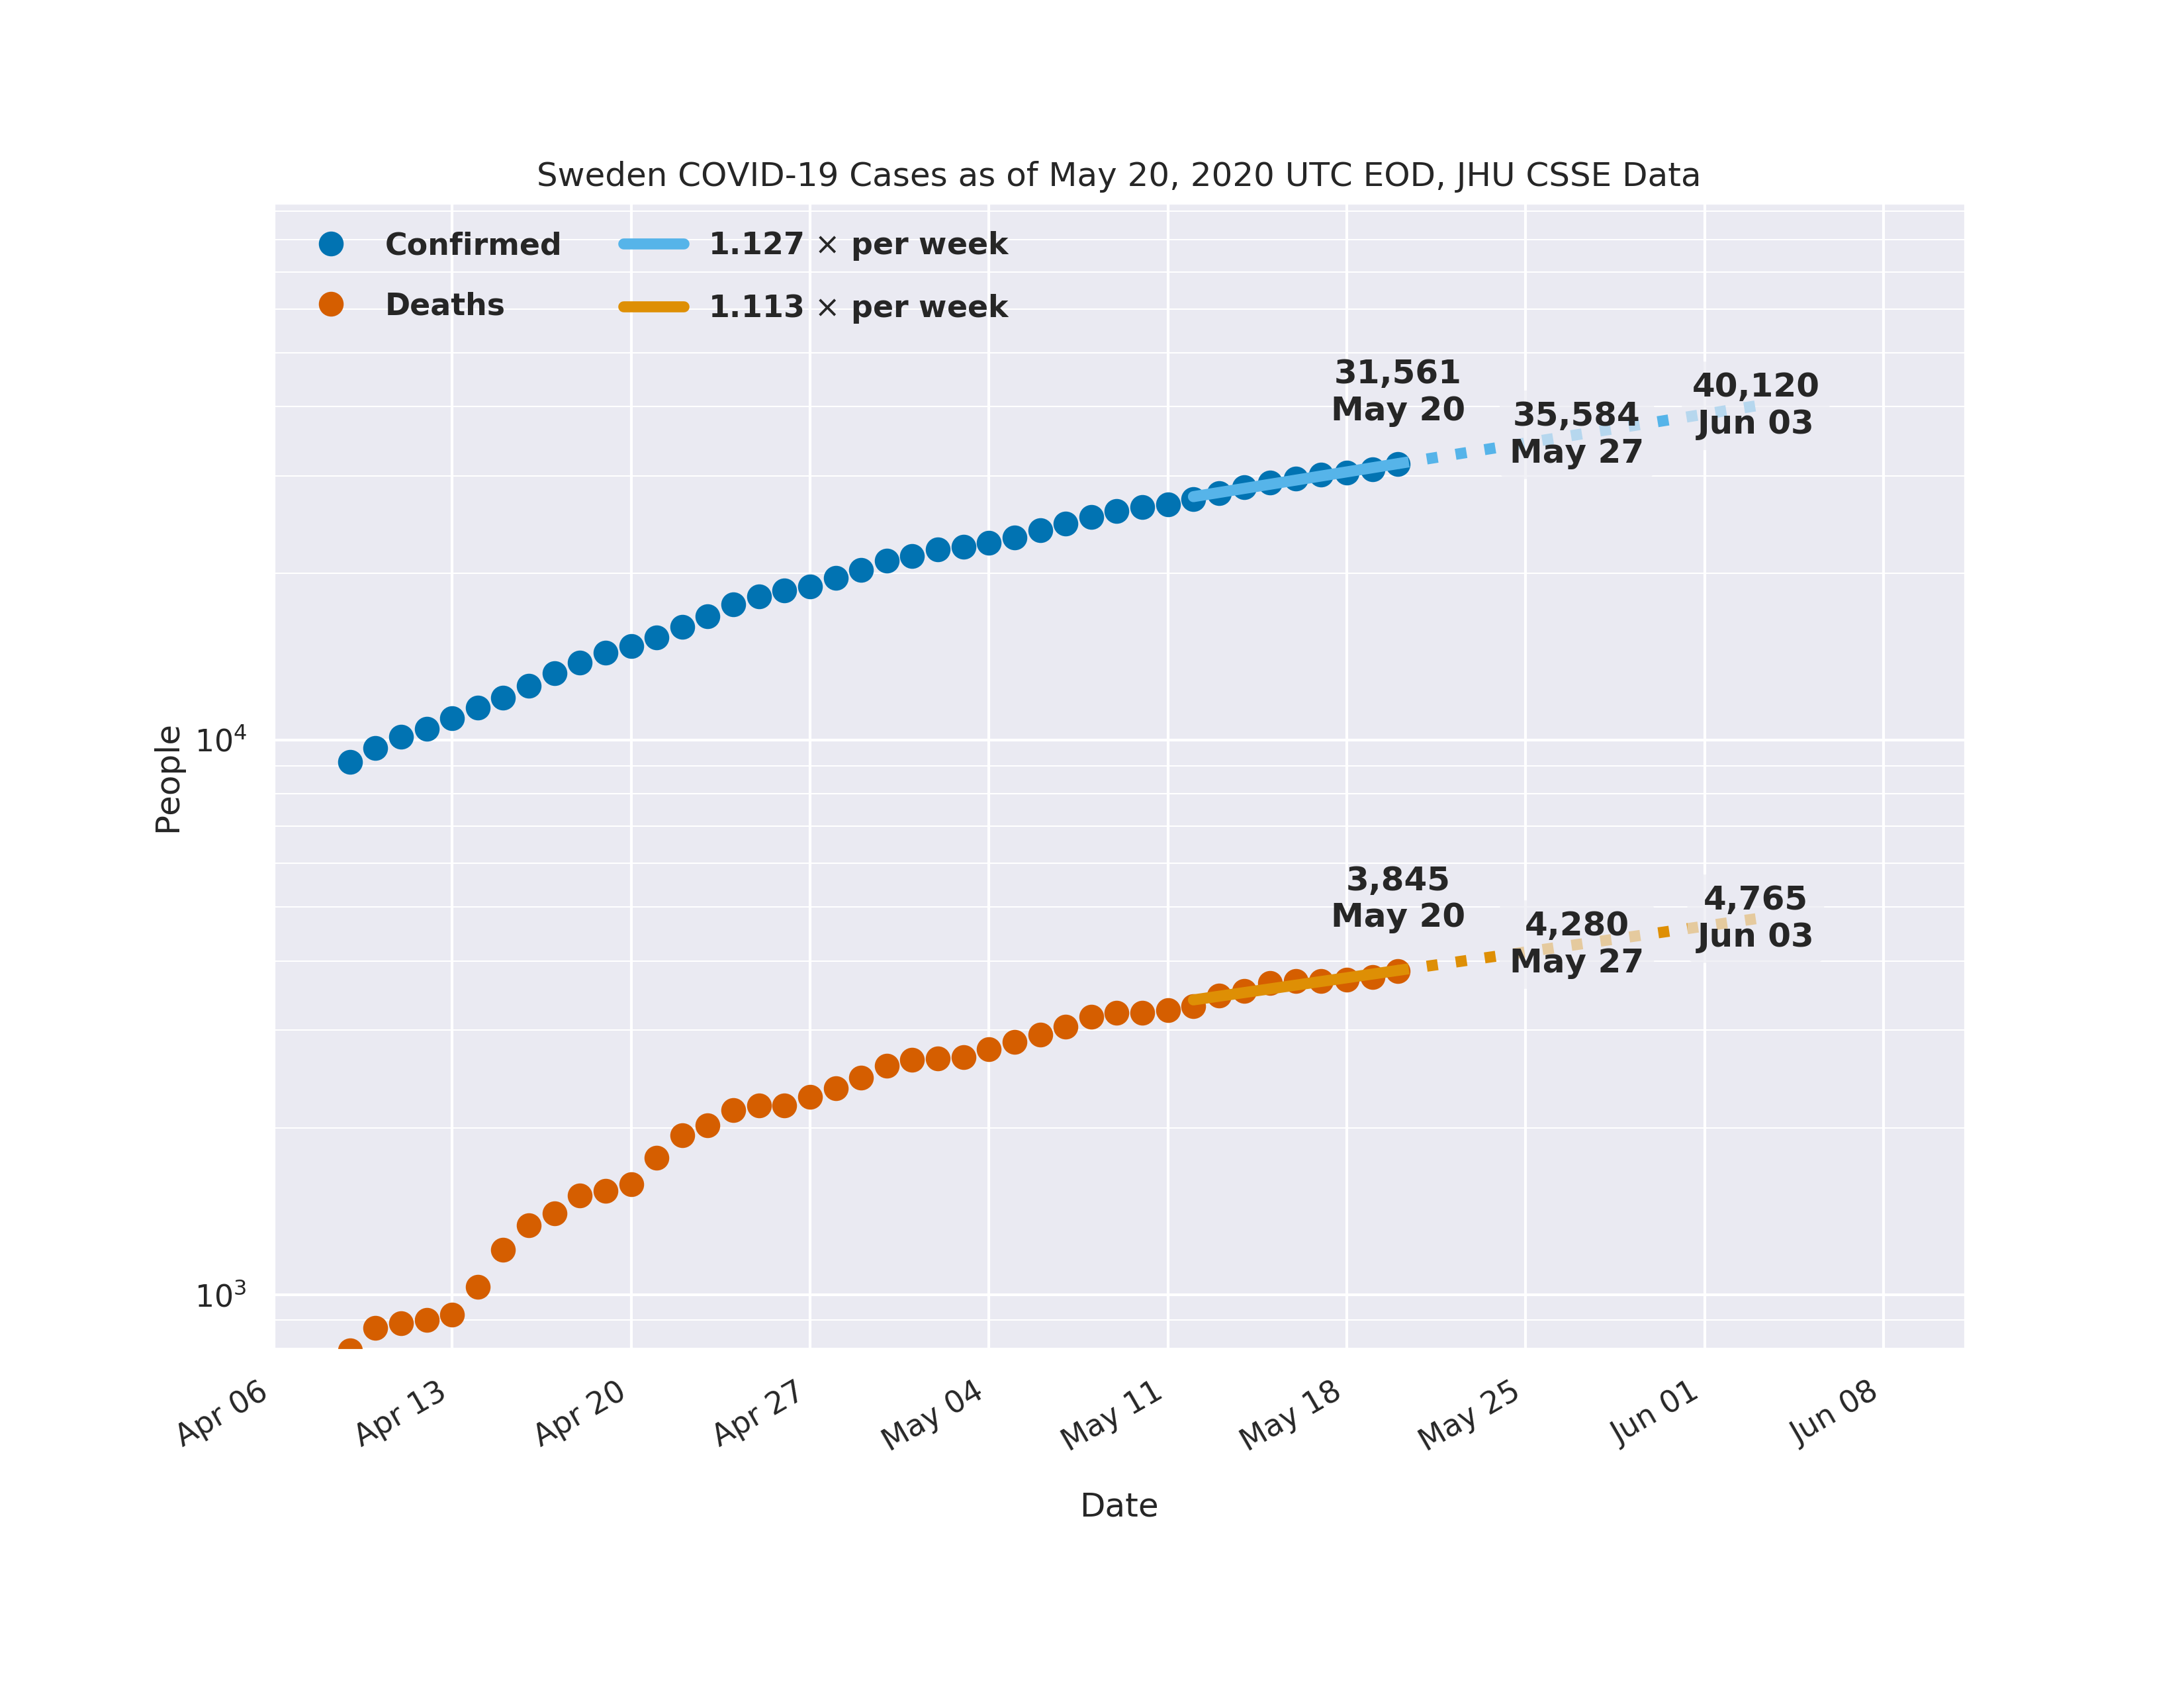 Sweden COVID-19 Cases as of May 20, 2020 UTC EOD, JHU CSSE Data
Confirmed
Deaths
1.127 × per week
1.113 × per week
31,561
May 20
35,584
May 27
40,120
Jun 03
3,845
May 20
4,280
May 27
4,765
Jun 03
People
10⁴
10³
Apr 06
Apr 13
Apr 20
Apr 27
May 04
May 11
May 18
May 25
Jun 01
Jun 08
Date